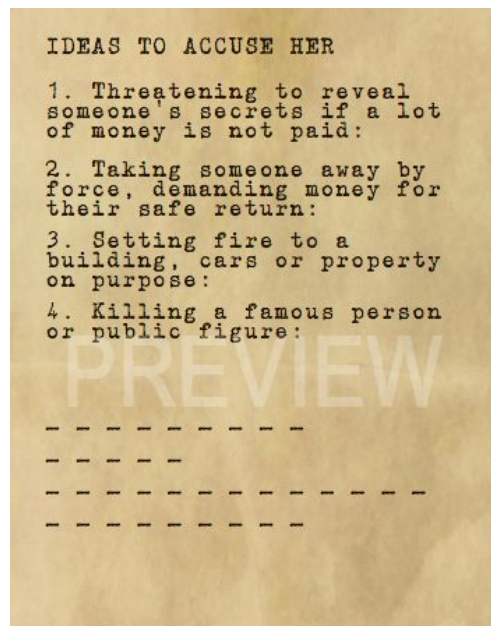 IDEAS TO ACCUSE HER
1. Threatening to reveal
someone's secrets if a lot
of money is not paid:
2. Taking someone away by
force, demanding money for
their safe return:
3. Setting fire to a
building, cars or property
on purpose:
4. Killing a famous person
or public figure:
PREVIEW
_ _ _ _ _ _ _ _ _
_ _ _ _ _
_ _ _ _ _ _ _ _ _ _ _ _ _
_ _ _ _ _ _ _ _ _